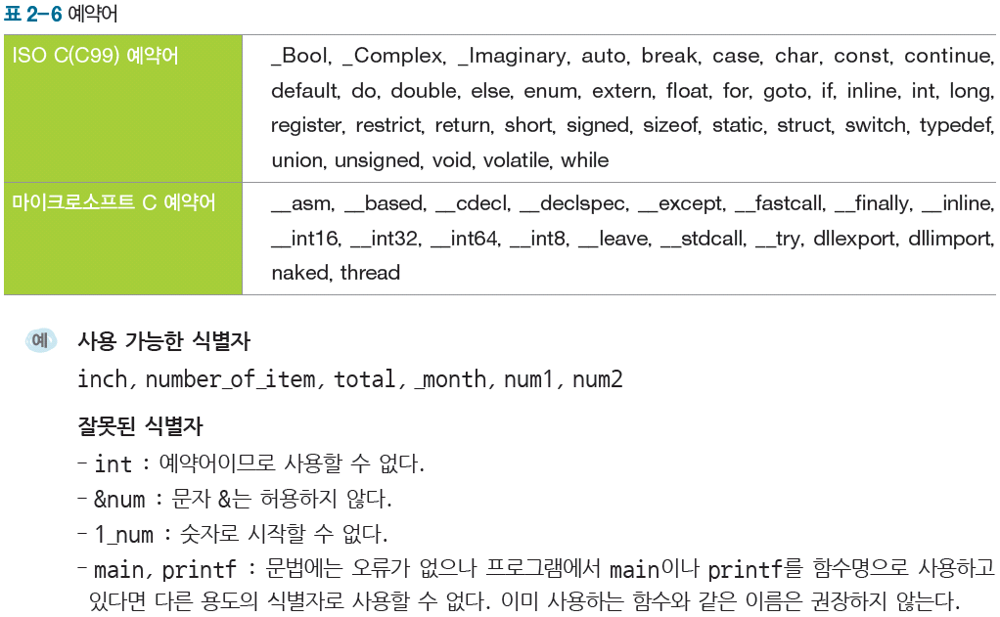 표 2-6 예약어
ISO C(C99) 예약어
_Bool, _Complex, _Imaginary, auto, break, case, char, const, continue,
default, do, double, else, enum, extern, float, for, goto, if, inline, int, long,
register, restrict, return, short, signed, sizeof, static, struct, switch, typedef,
union, unsigned, void, volatile, while
마이크로소프트 C 예약어
__asm, __based, __cdecl, __declspec, __except, __fastcall, __finally, __inline,
__int16, __int32, __int64, __int8, __leave, __stdcall, __try, dllexport, dllimport,
naked, thread
예 사용 가능한 식별자
inch, number_of_item, total, _month, num1, num2
잘못된 식별자
- int : 예약어이므로 사용할 수 없다.
- &num : 문자 &는 허용하지 않다.
- 1_num : 숫자로 시작할 수 없다.
- main, printf : 문법에는 오류가 없으나 프로그램에서 main이나 printf를 함수명으로 사용하고
있다면 다른 용도의 식별자로 사용할 수 없다. 이미 사용하는 함수와 같은 이름은 권장하지 않는다.